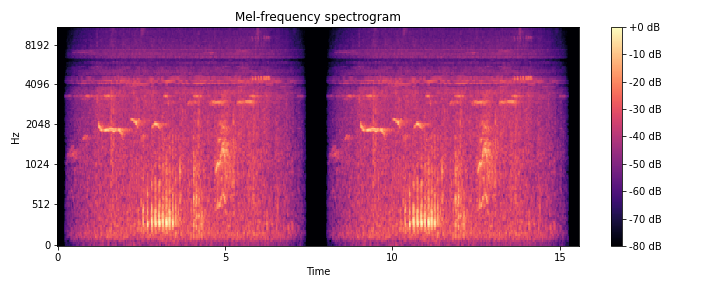 Mel-frequency spectrogram
Hz
8192
4096
2048
1024
512
0
0
5
10
15
Time
+0 dB
-10 dB
-20 dB
-30 dB
-40 dB
-50 dB
-60 dB
-70 dB
-80 dB